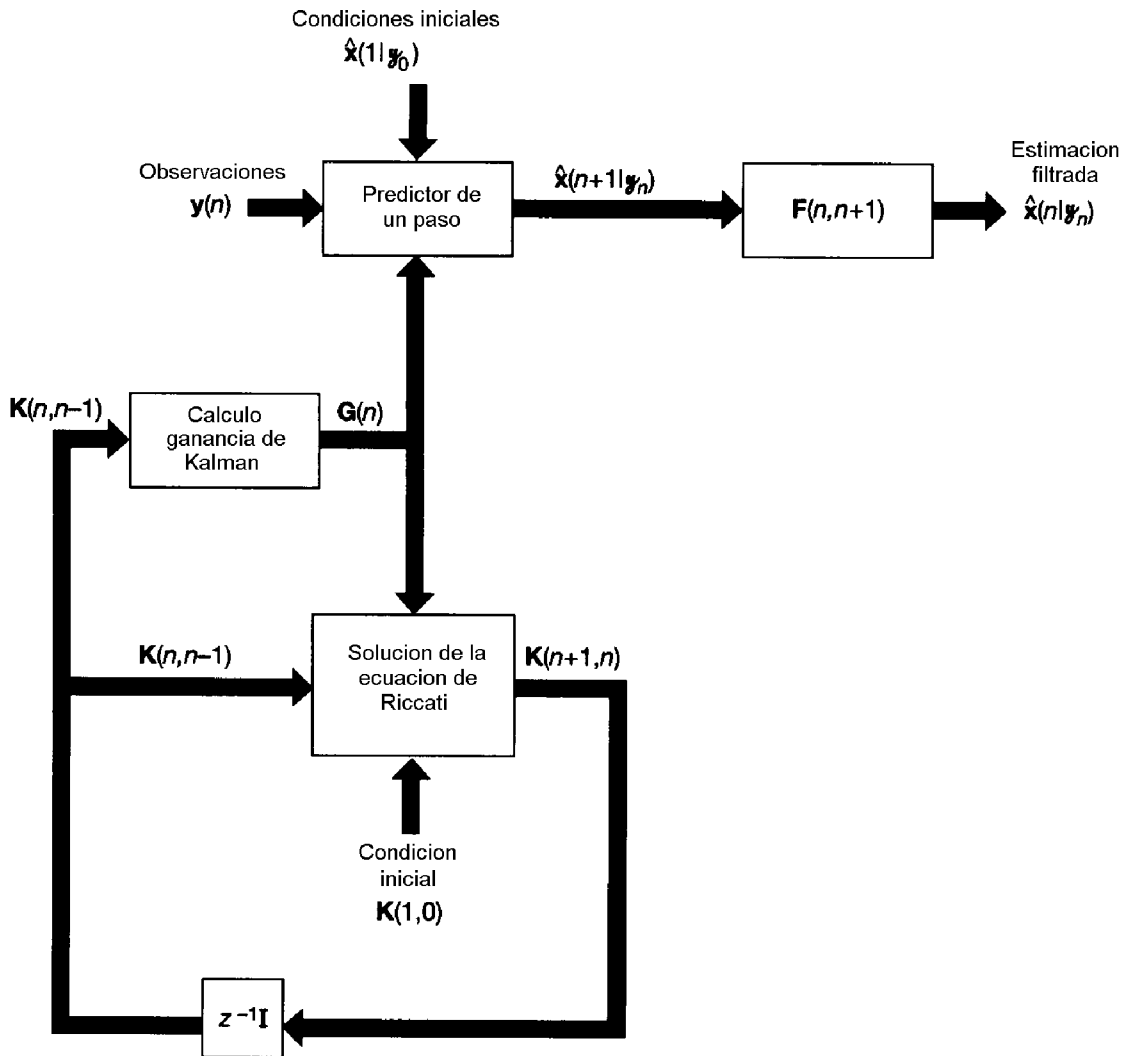 Condiciones iniciales
x̂(1|𝓎₀)
Observaciones
y(n)
Predictor de
un paso
x̂(n+1|𝓎ₙ)
F(n,n+1)
Estimacion
filtrada
x̂(n|𝓎ₙ)
K(n,n−1)
Calculo
ganancia de
Kalman
G(n)
K(n,n−1)
Solucion de la
ecuacion de
Riccati
K(n+1,n)
Condicion
inicial
K(1,0)
z⁻¹I